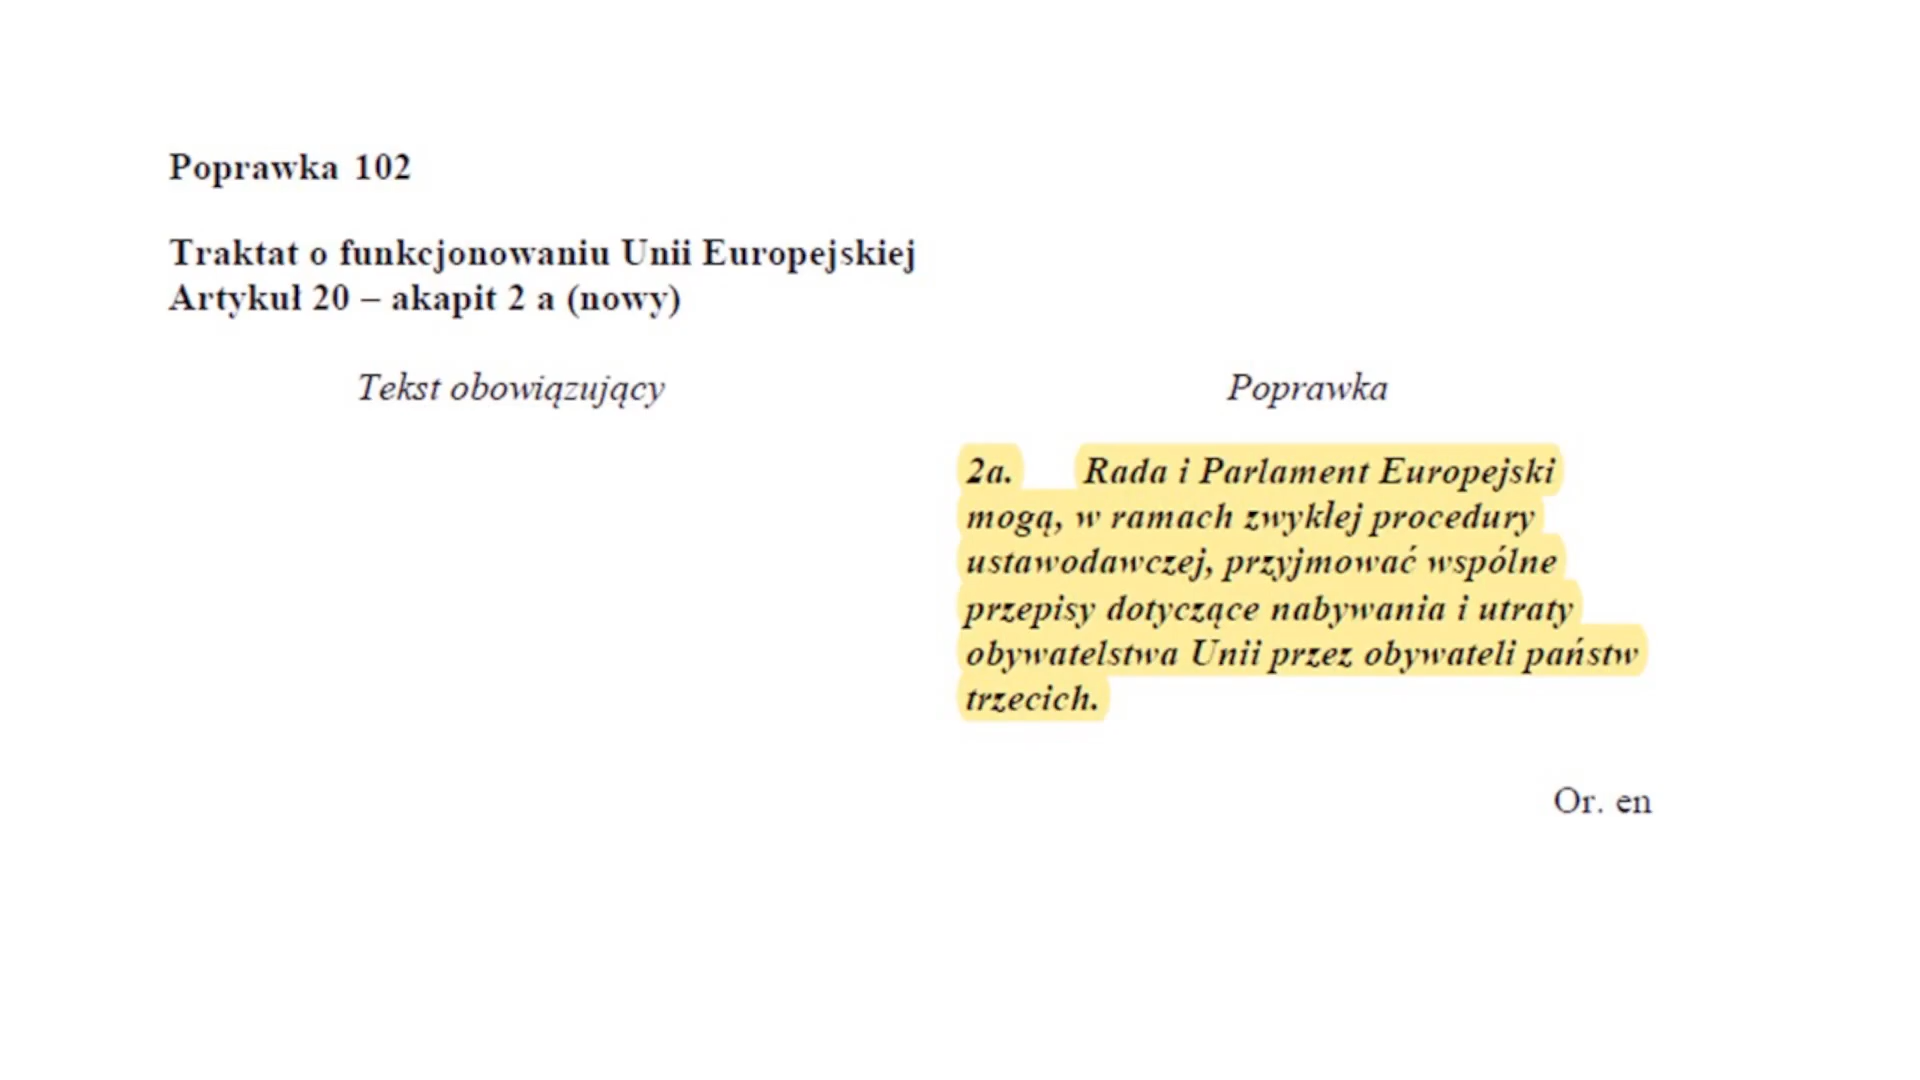 Poprawka 102
Traktat o funkcjonowaniu Unii Europejskiej
Artykuł 20 – akapit 2 a (nowy)
Tekst obowiązujący
Poprawka
2a. Rada i Parlament Europejski
mogą, w ramach zwykłej procedury
ustawodawczej, przyjmować wspólne
przepisy dotyczące nabywania i utraty
obywatelstwa Unii przez obywateli państw
trzecich.
Or. en